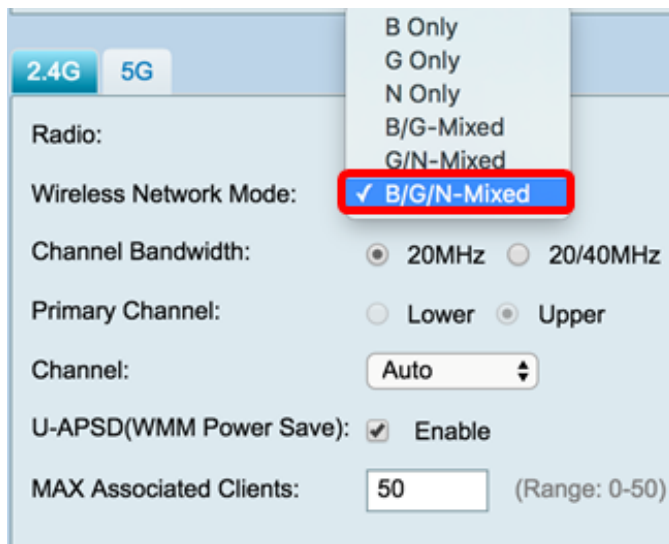 B Only
G Only
N Only
B/G-Mixed
G/N-Mixed
✓ B/G/N-Mixed
2.4G 5G
Radio:
Wireless Network Mode:
Channel Bandwidth: 20MHz 20/40MHz
Primary Channel: Lower Upper
Channel: Auto
U-APSD(WMM Power Save): Enable
MAX Associated Clients: 50 (Range: 0-50)